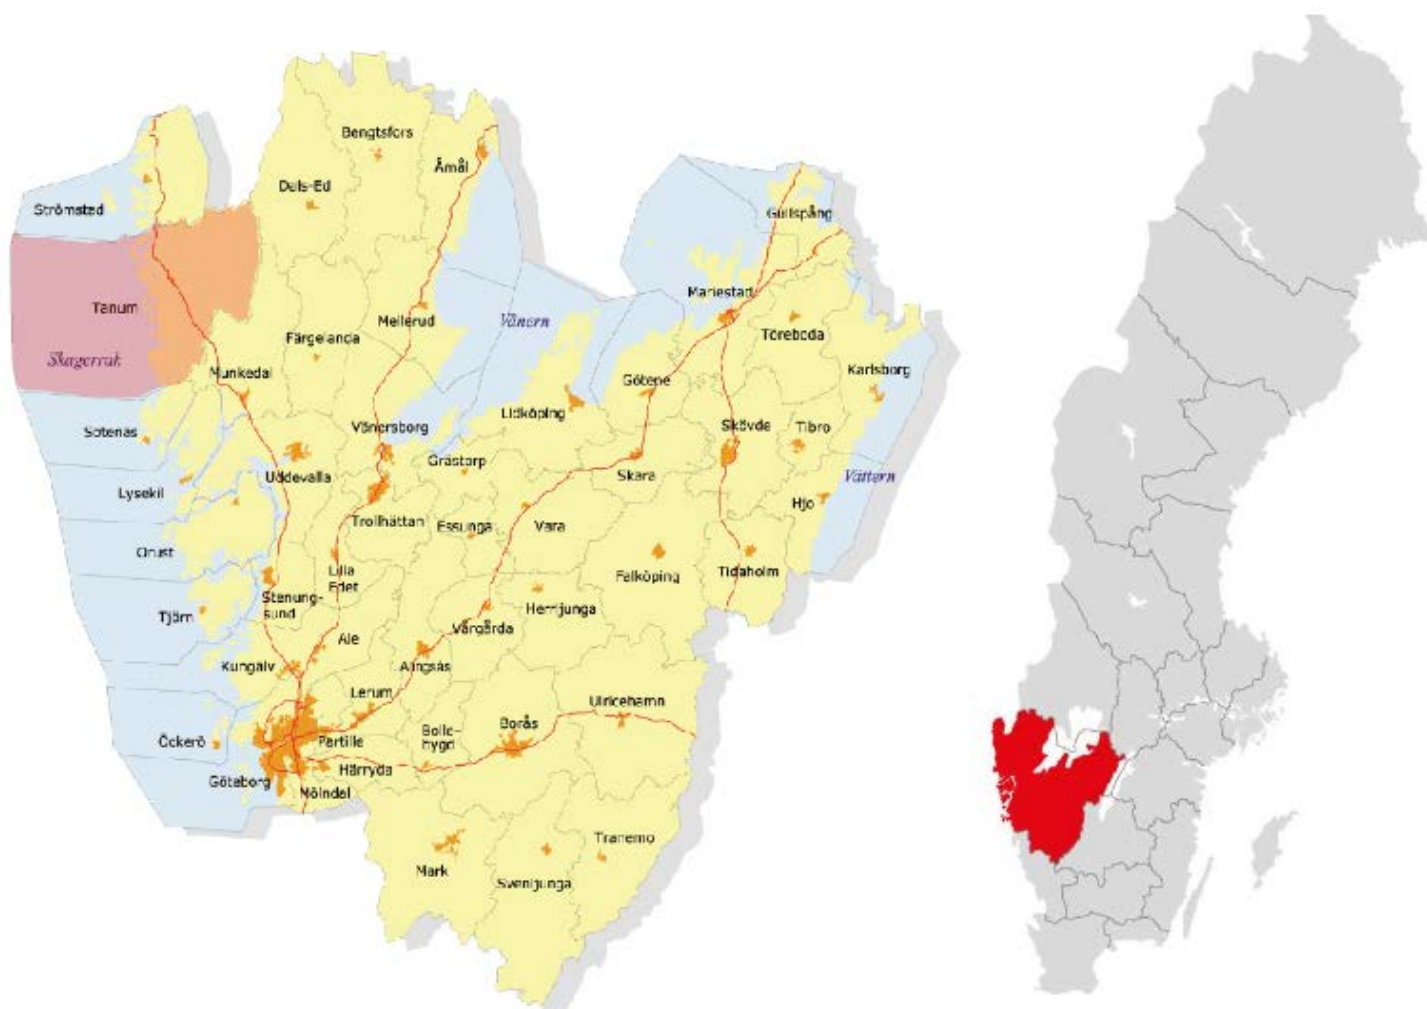 Bengtsfors
Åmål
Dals-Ed
Strömstad
Gullspång
Tanum
Mariestad
Mellerud
Vänern
Töreboda
Färgelanda
Skagerrak
Munkedal
Götene
Karlsborg
Lidköping
Sotenäs
Vänersborg
Skövde
Tibro
Grästorp
Uddevalla
Skara
Vättern
Lysekil
Hjo
Trollhättan
Essunga
Vara
Orust
Lilla
Edet
Falköping
Tidaholm
Stenung-
sund
Tjörn
Herrljunga
Vårgårda
Ale
Kungälv
Alingsås
Lerum
Ulricehamn
Bolle-
bygd
Borås
Öckerö
Partille
Härryda
Göteborg
Mölndal
Tranemo
Mark
Svenljunga